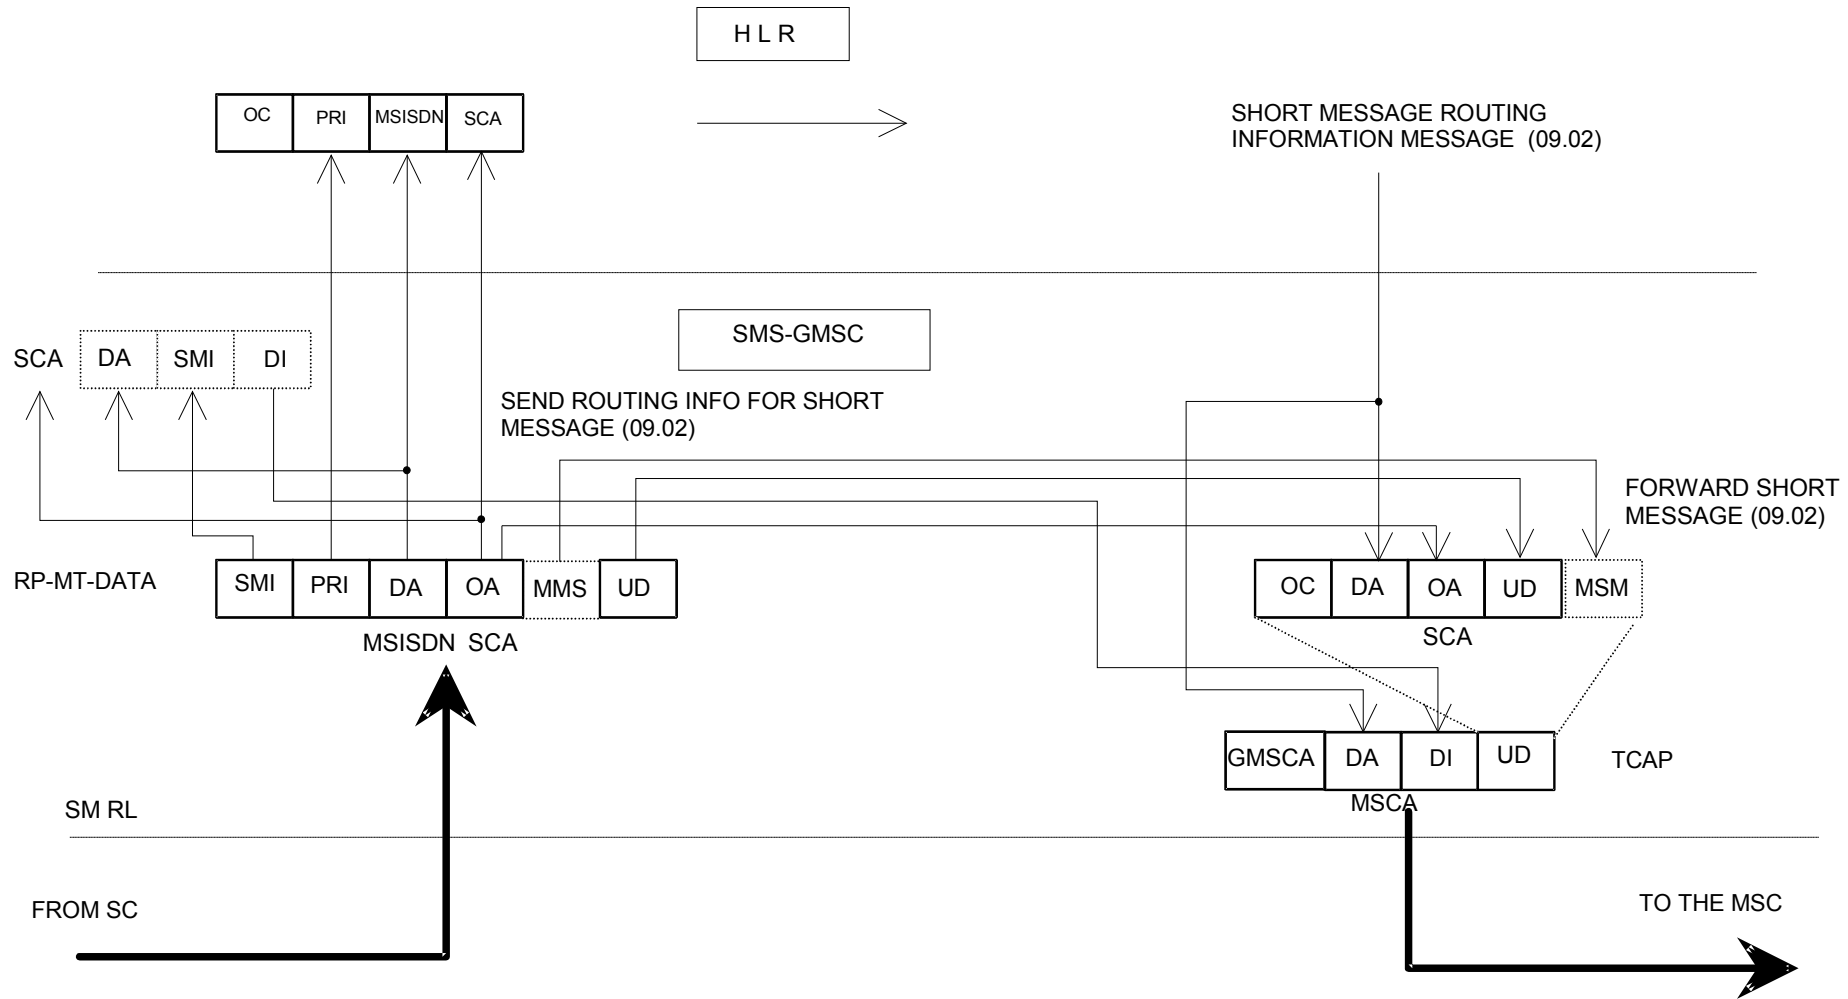 H L R
OC PRI MSISDN SCA
SHORT MESSAGE ROUTING
INFORMATION MESSAGE (09.02)
SMS-GMSC
SCA DA SMI DI
SEND ROUTING INFO FOR SHORT
MESSAGE (09.02)
FORWARD SHORT
MESSAGE (09.02)
RP-MT-DATA SMI PRI DA OA MMS UD
MSISDN SCA
OC DA OA UD MSM
SCA
GMSCA DA DI UD TCAP
MSCA
SM RL
FROM SC
TO THE MSC